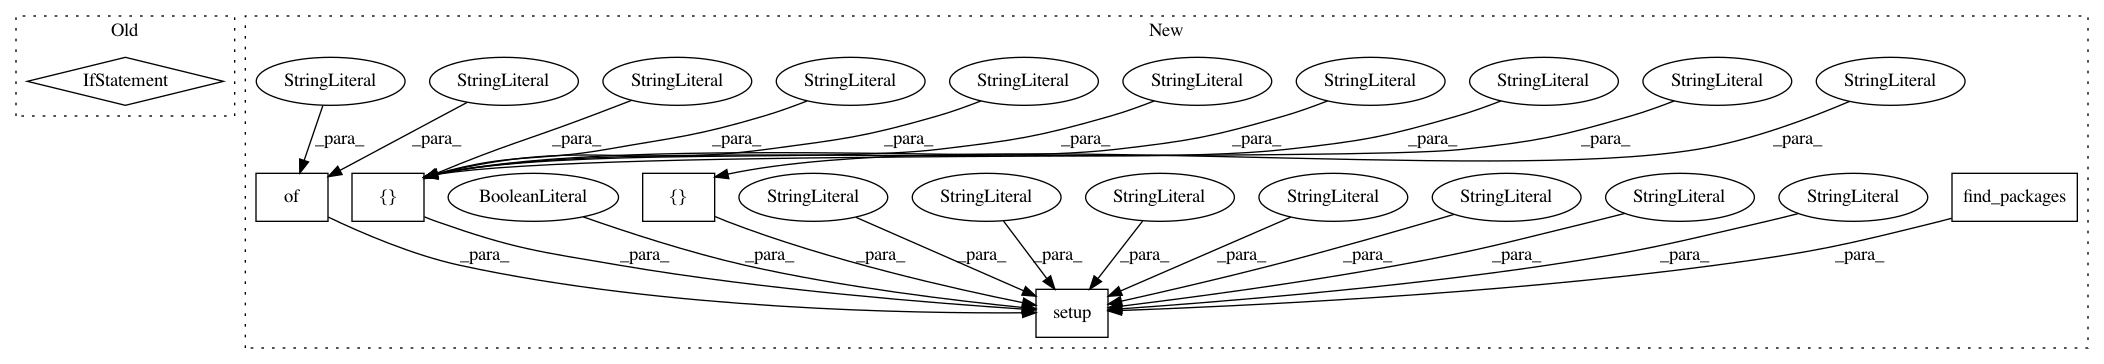 Old
New
IfStatement
StringLiteral
StringLiteral
StringLiteral
StringLiteral
StringLiteral
StringLiteral
StringLiteral
StringLiteral
StringLiteral
StringLiteral
_para_
_para_
_para_
_para_
_para_
_para_
_para_
_para_
_para_
_para_
of
{}
BooleanLiteral
{}
StringLiteral
StringLiteral
StringLiteral
StringLiteral
StringLiteral
StringLiteral
StringLiteral
find_packages
_para_
_para_
_para_
_para_
_para_
_para_
_para_
_para_
_para_
_para_
_para_
_para_
setup